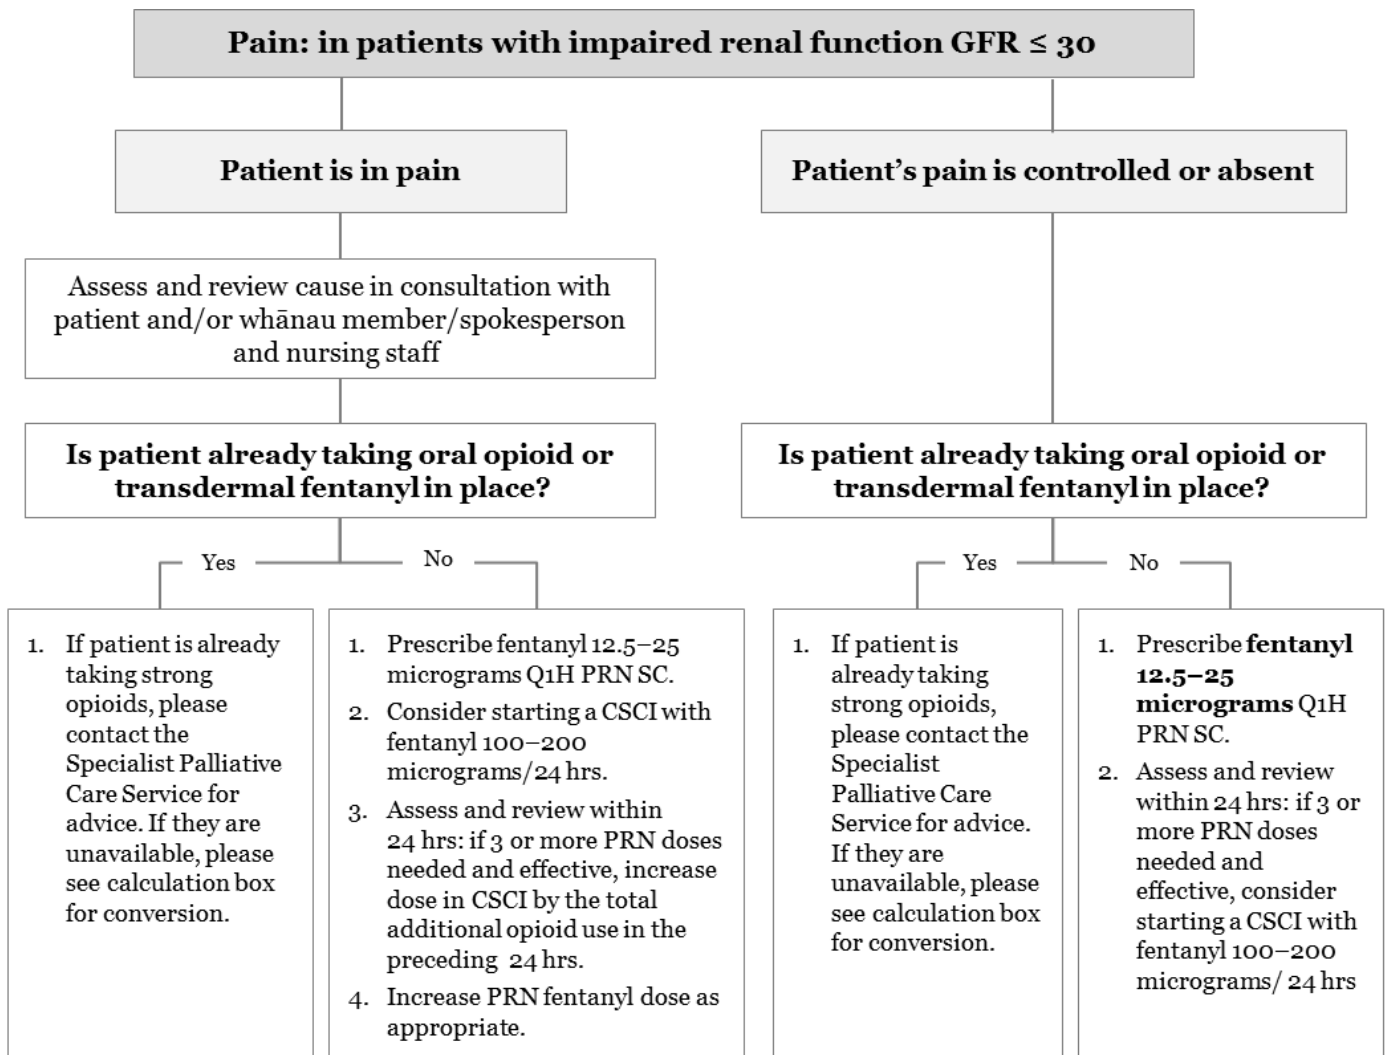 Pain: in patients with impaired renal function GFR ≤ 30
Patient is in pain
Assess and review cause in consultation with
patient and/or whānau member/spokesperson
and nursing staff
Is patient already taking oral opioid or
transdermal fentanyl in place?
Yes
No
1. If patient is already
taking strong
opioids, please
contact the
Specialist Palliative
Care Service for
advice. If they are
unavailable, please
see calculation box
for conversion.
1. Prescribe fentanyl 12.5–25
micrograms Q1H PRN SC.
2. Consider starting a CSCI with
fentanyl 100–200
micrograms/24 hrs.
3. Assess and review within
24 hrs: if 3 or more PRN doses
needed and effective, increase
dose in CSCI by the total
additional opioid use in the
preceding 24 hrs.
4. Increase PRN fentanyl dose as
appropriate.
Patient’s pain is controlled or absent
Is patient already taking oral opioid or
transdermal fentanyl in place?
Yes
No
1. If patient is
already taking
strong opioids,
please contact the
Specialist
Palliative Care
Service for advice.
If they are
unavailable, please
see calculation box
for conversion.
1. Prescribe fentanyl
12.5–25
micrograms Q1H
PRN SC.
2. Assess and review
within 24 hrs: if 3 or
more PRN doses
needed and
effective, consider
starting a CSCI with
fentanyl 100–200
micrograms/ 24 hrs